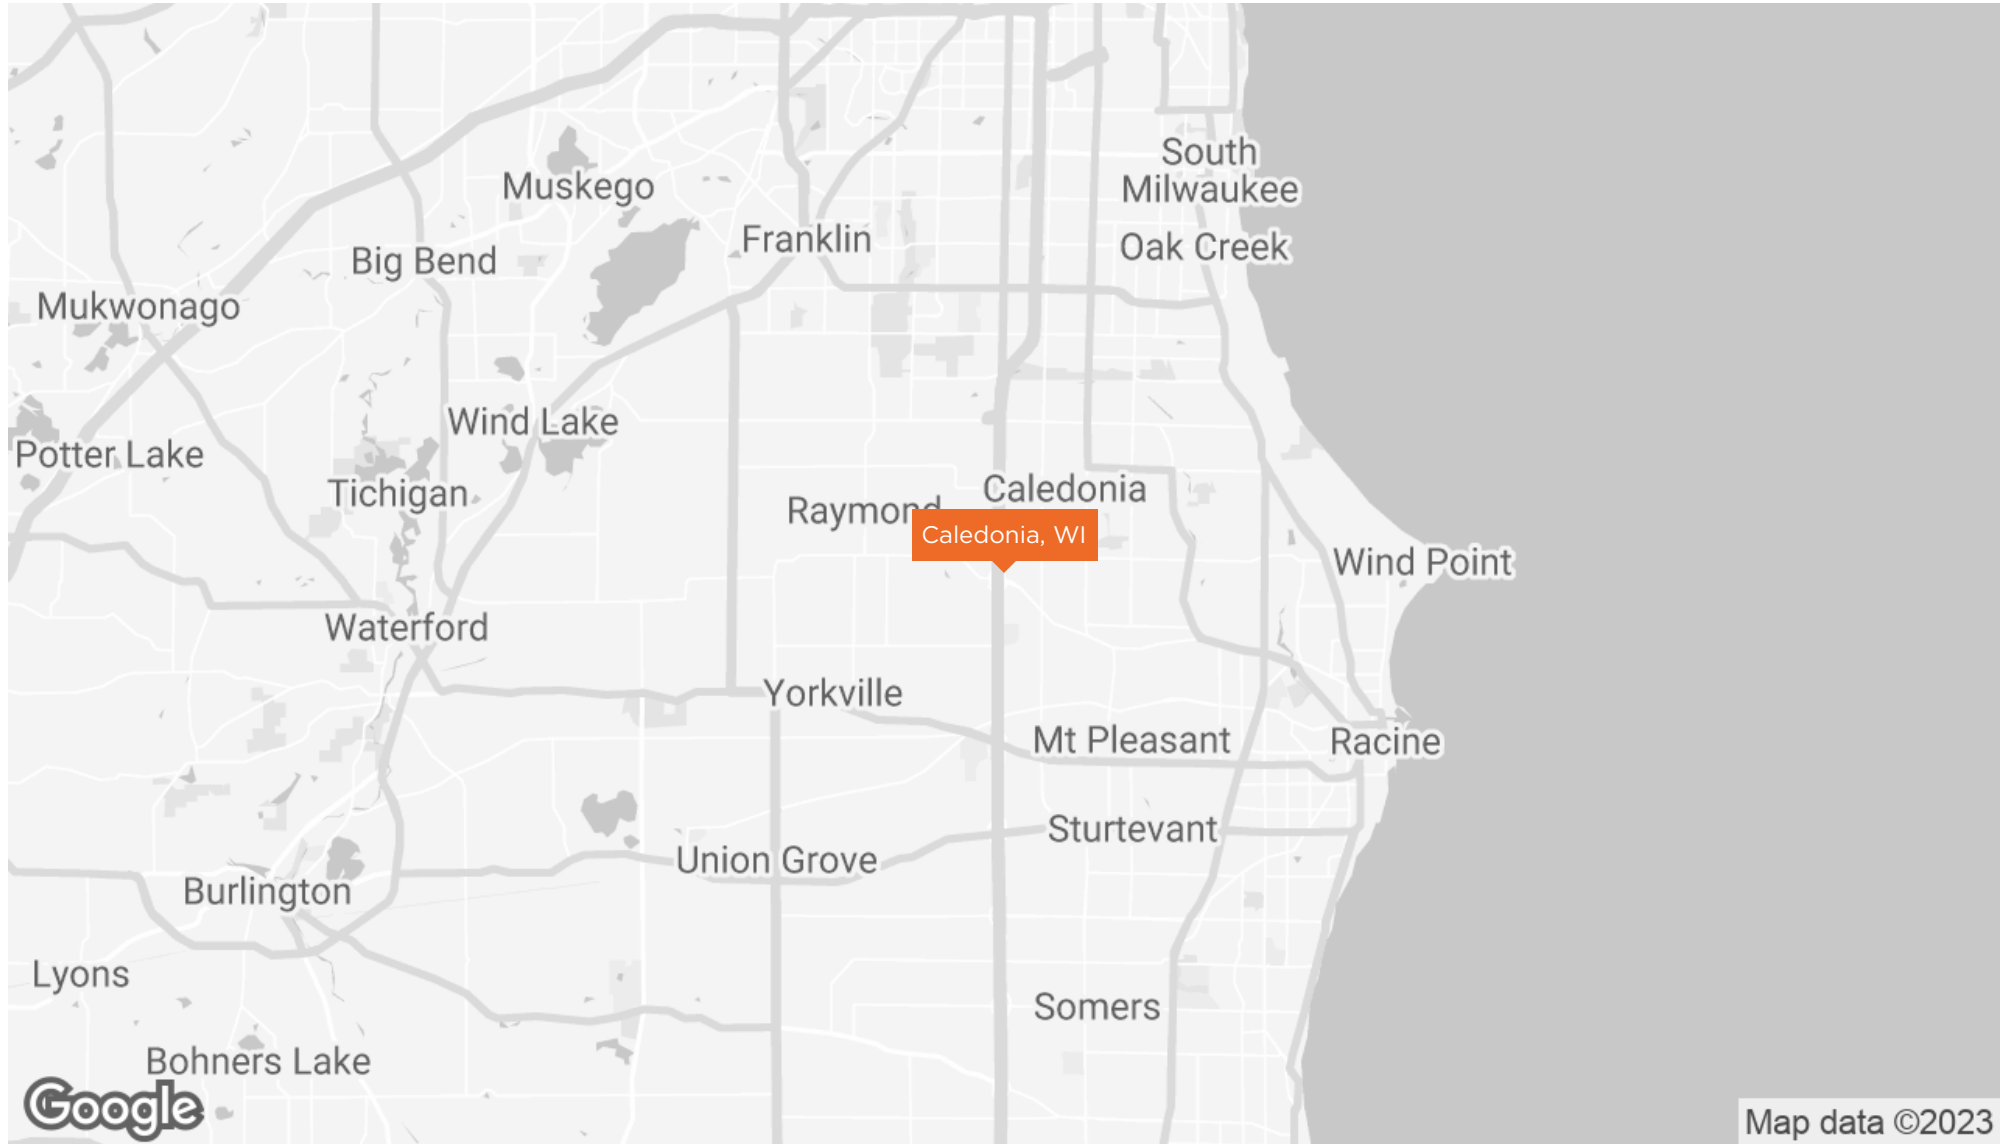 South
Milwaukee
Muskego
Franklin
Oak Creek
Big Bend
Mukwonago
Wind Lake
Potter Lake
Tichigan
Caledonia
Raymond
Caledonia, WI
Wind Point
Waterford
Yorkville
Mt Pleasant
Racine
Sturtevant
Union Grove
Burlington
Lyons
Somers
Bohners Lake
Google
Map data ©2023